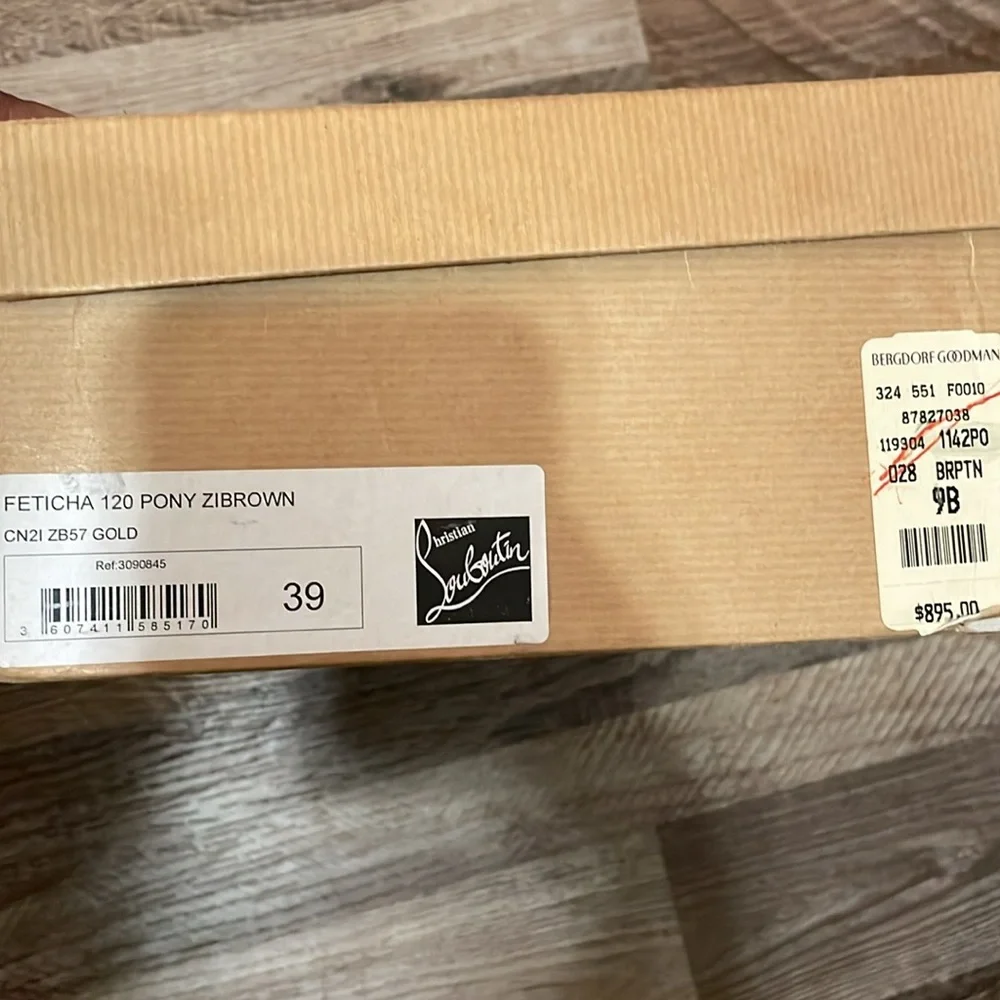 FETICHA 120 PONY ZIBROWN
CN2I ZB57 GOLD
Ref:3090845
39
3 607411 585170
Christian
Louboutin
BERGDORF GOODMAN
324 551 F0010
87827038
119304 1142PO
028 BRPTN
9B
$895.00